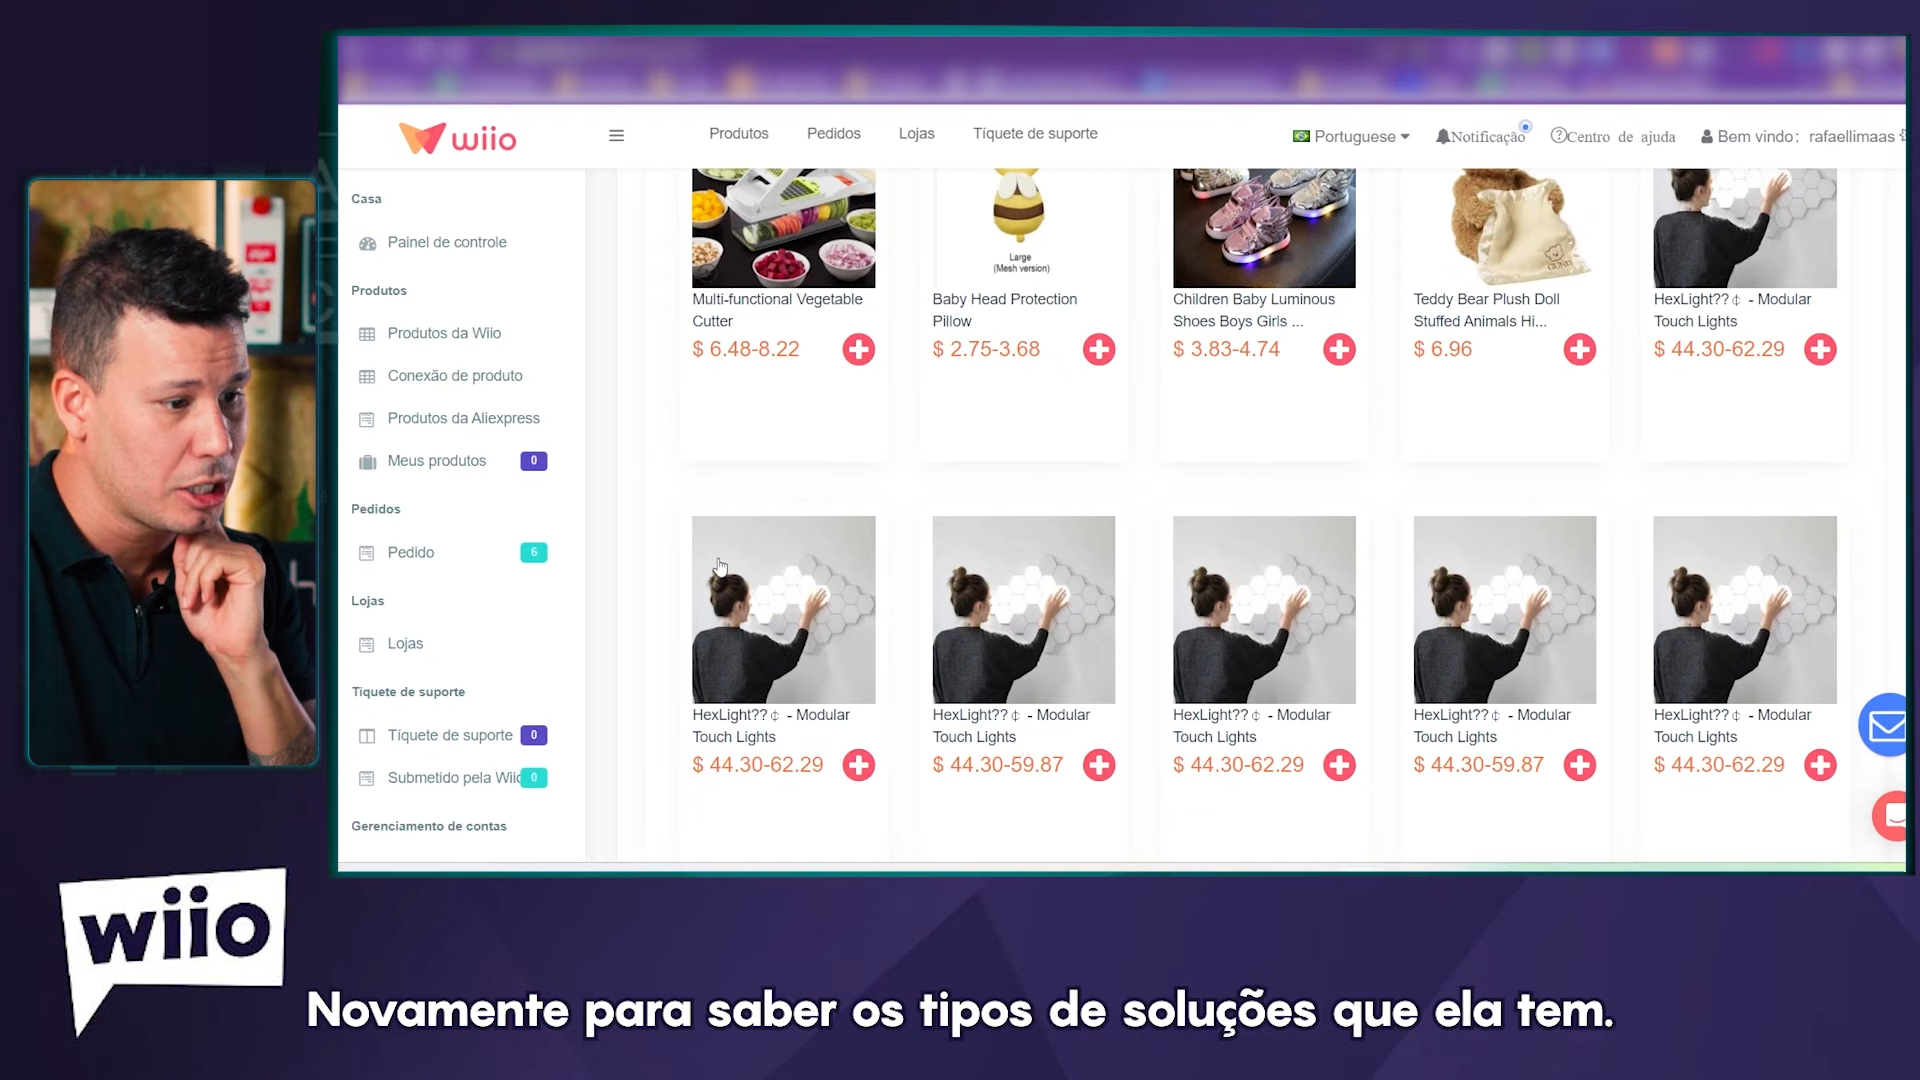 wiio
Produtos
Pedidos
Lojas
Tíquete de suporte
Portuguese
Notificação
Centro de ajuda
Bem vindo: rafaellimaas
Casa
Painel de controle
Produtos
Produtos da Wiio
Conexão de produto
Produtos da Aliexpress
Meus produtos 0
Pedidos
Pedido 6
Lojas
Lojas
Tíquete de suporte
Tíquete de suporte 0
Submetido pela Wiio 0
Gerenciamento de contas
Multi-functional Vegetable
Cutter
$ 6.48-8.22
Large
(Mesh version)
Baby Head Protection
Pillow
$ 2.75-3.68
Children Baby Luminous
Shoes Boys Girls ...
$ 3.83-4.74
Teddy Bear Plush Doll
Stuffed Animals Hi...
$ 6.96
HexLight??¢ - Modular
Touch Lights
$ 44.30-62.29
HexLight??¢ - Modular
Touch Lights
$ 44.30-62.29
HexLight??¢ - Modular
Touch Lights
$ 44.30-59.87
HexLight??¢ - Modular
Touch Lights
$ 44.30-62.29
HexLight??¢ - Modular
Touch Lights
$ 44.30-59.87
HexLight??¢ - Modular
Touch Lights
$ 44.30-62.29
wiio
Novamente para saber os tipos de soluções que ela tem.